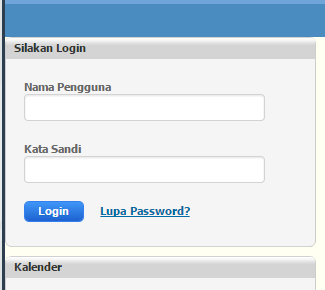 Silakan Login
Nama Pengguna
Kata Sandi
Login Lupa Password?
Kalender